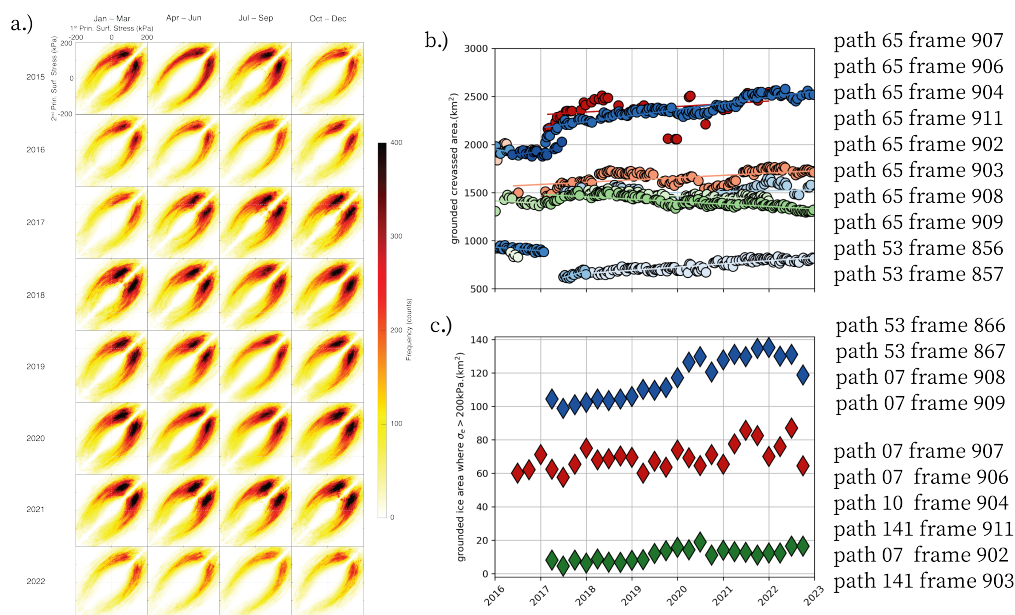 a.)
Jan – Mar
Apr – Jun
Jul – Sep
Oct – Dec
1st Prin. Surf. Stress (kPa)
-200 0 200
2nd Prin. Surf. Stress (kPa)
200
0
-200
2015
2016
2017
2018
2019
2020
2021
2022
400
300
200
100
0
Frequency (counts)
b.)
grounded crevassed area.(km2)
3000
2500
2000
1500
1000
500
c.)
grounded ice area where σe > 200kPa.(km2)
140
120
100
80
60
40
20
0
2016 2017 2018 2019 2020 2021 2022 2023
path 65 frame 907
path 65 frame 906
path 65 frame 904
path 65 frame 911
path 65 frame 902
path 65 frame 903
path 65 frame 908
path 65 frame 909
path 53 frame 856
path 53 frame 857
path 53 frame 866
path 53 frame 867
path 07 frame 908
path 07 frame 909
path 07 frame 907
path 07 frame 906
path 10 frame 904
path 141 frame 911
path 07 frame 902
path 141 frame 903